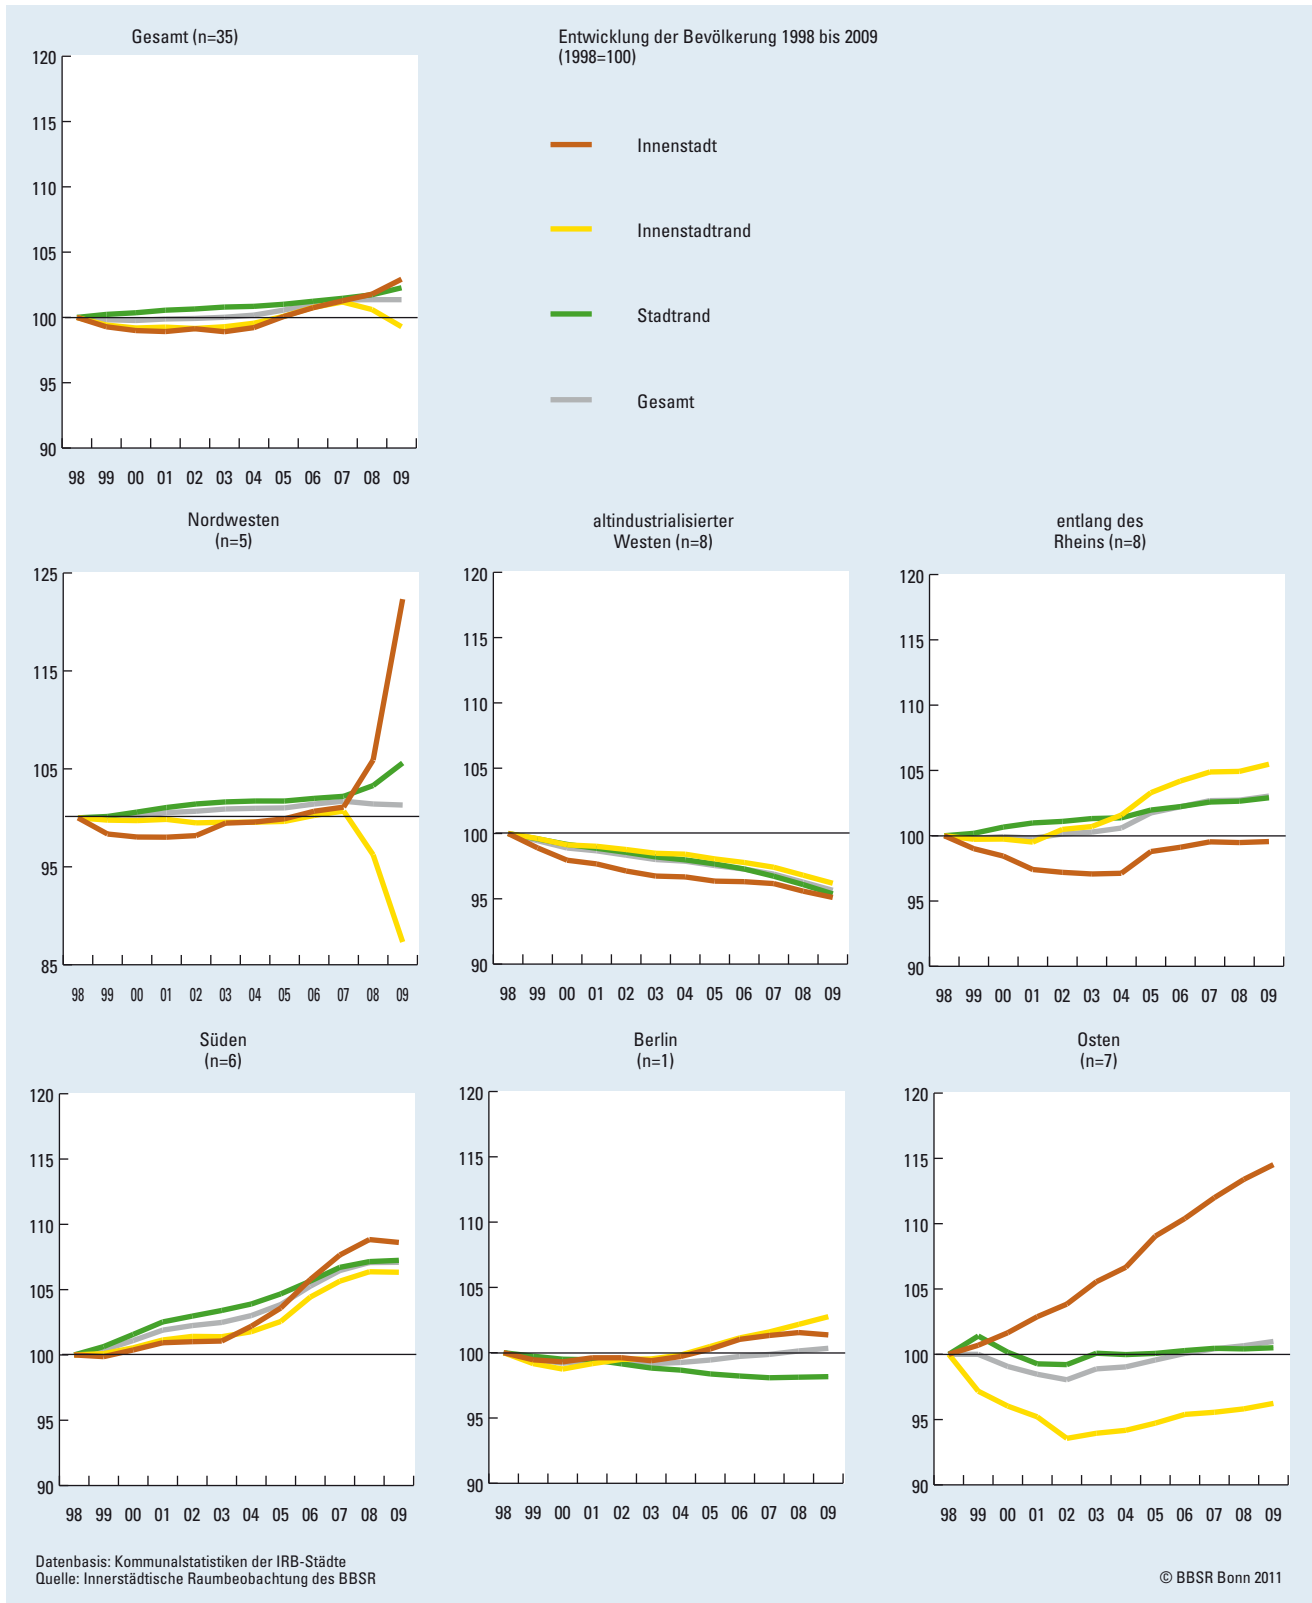 Gesamt (n=35)
120
115
110
105
100
95
90
98 99 00 01 02 03 04 05 06 07 08 09
Entwicklung der Bevölkerung 1998 bis 2009
(1998=100)
Innenstadt
Innenstadtrand
Stadtrand
Gesamt
Nordwesten
(n=5)
125
115
105
95
85
98 99 00 01 02 03 04 05 06 07 08 09
altindustrialisierter
Westen (n=8)
120
115
110
105
100
95
90
98 99 00 01 02 03 04 05 06 07 08 09
entlang des
Rheins (n=8)
120
115
110
105
100
95
90
98 99 00 01 02 03 04 05 06 07 08 09
Süden
(n=6)
120
115
110
105
100
95
90
98 99 00 01 02 03 04 05 06 07 08 09
Berlin
(n=1)
120
115
110
105
100
95
90
98 99 00 01 02 03 04 05 06 07 08 09
Osten
(n=7)
120
115
110
105
100
95
90
98 99 00 01 02 03 04 05 06 07 08 09
Datenbasis: Kommunalstatistiken der IRB-Städte
Quelle: Innerstädtische Raumbeobachtung des BBSR
© BBSR Bonn 2011